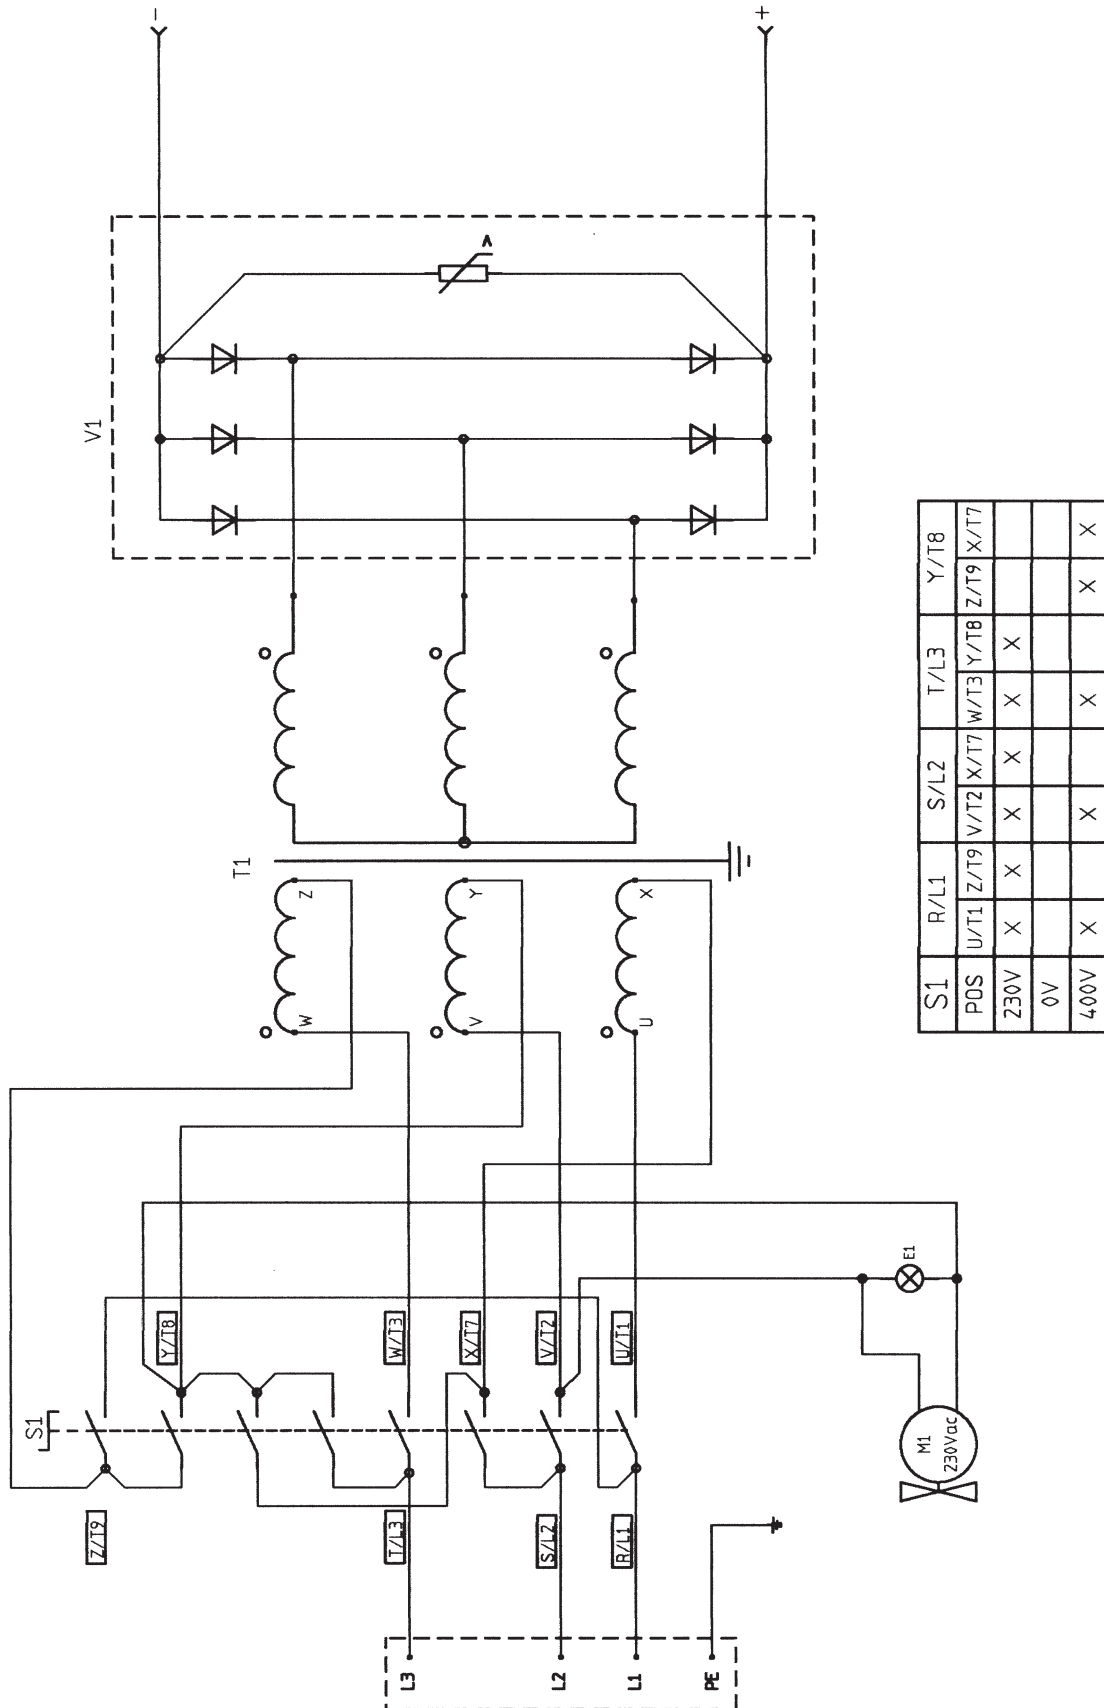 -
+
V1
T1
Z
Y
X
W
V
U
S1
Y/T8
W/T3
X/T7
V/T2
U/T1
E1
M1
230Vac
Z/T9
T/L3
S/L2
R/L1
L3
L2
L1
PE
S1 R/L1 S/L2 T/L3 Y/T8
POS U/T1 Z/T9 V/T2 X/T7 W/T3 Y/T8 Z/T9 X/T7
230V X X X X X X
0V
400V X X X X X